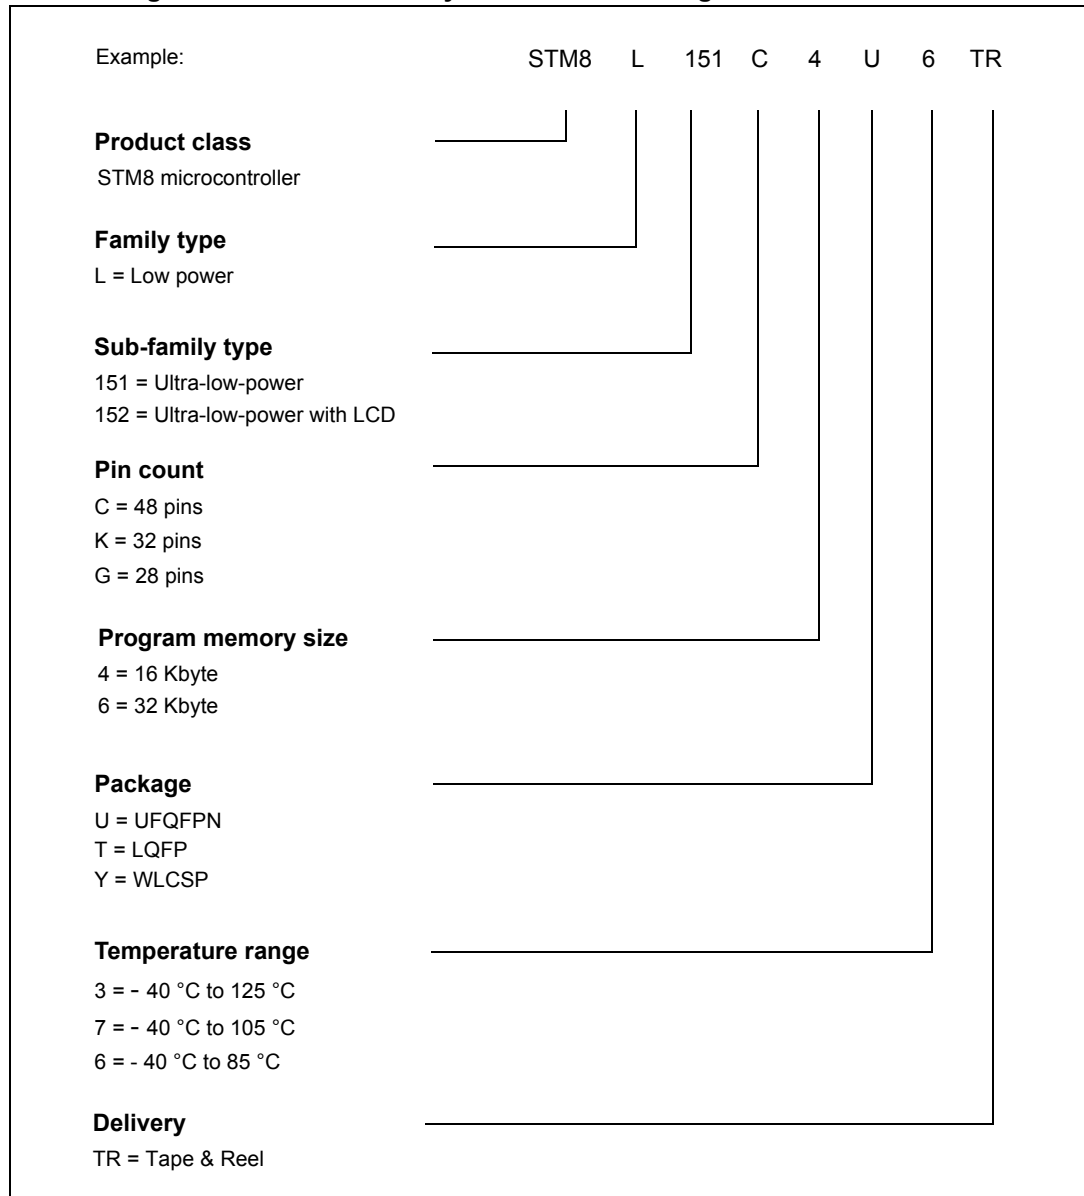 Example: STM8 L 151 C 4 U 6 TR
Product class
STM8 microcontroller
Family type
L = Low power
Sub-family type
151 = Ultra-low-power
152 = Ultra-low-power with LCD
Pin count
C = 48 pins
K = 32 pins
G = 28 pins
Program memory size
4 = 16 Kbyte
6 = 32 Kbyte
Package
U = UFQFPN
T = LQFP
Y = WLCSP
Temperature range
3 = - 40 °C to 125 °C
7 = - 40 °C to 105 °C
6 = - 40 °C to 85 °C
Delivery
TR = Tape & Reel